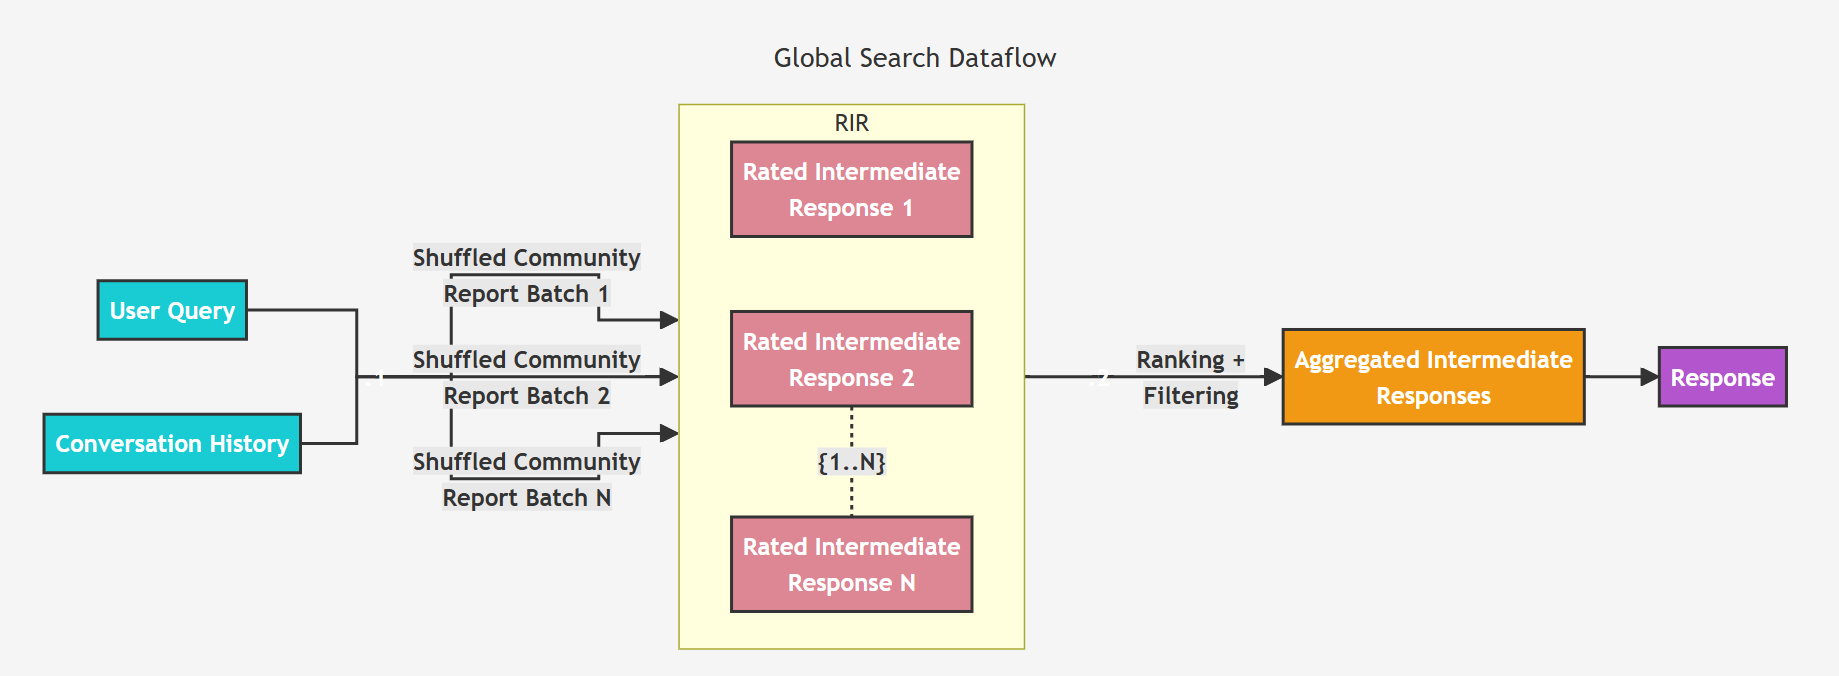 Global Search Dataflow
User Query
Conversation History
.1
Shuffled Community
Report Batch 1
Shuffled Community
Report Batch 2
Shuffled Community
Report Batch N
RIR
Rated Intermediate
Response 1
Rated Intermediate
Response 2
{1..N}
Rated Intermediate
Response N
.2
Ranking +
Filtering
Aggregated Intermediate
Responses
Response